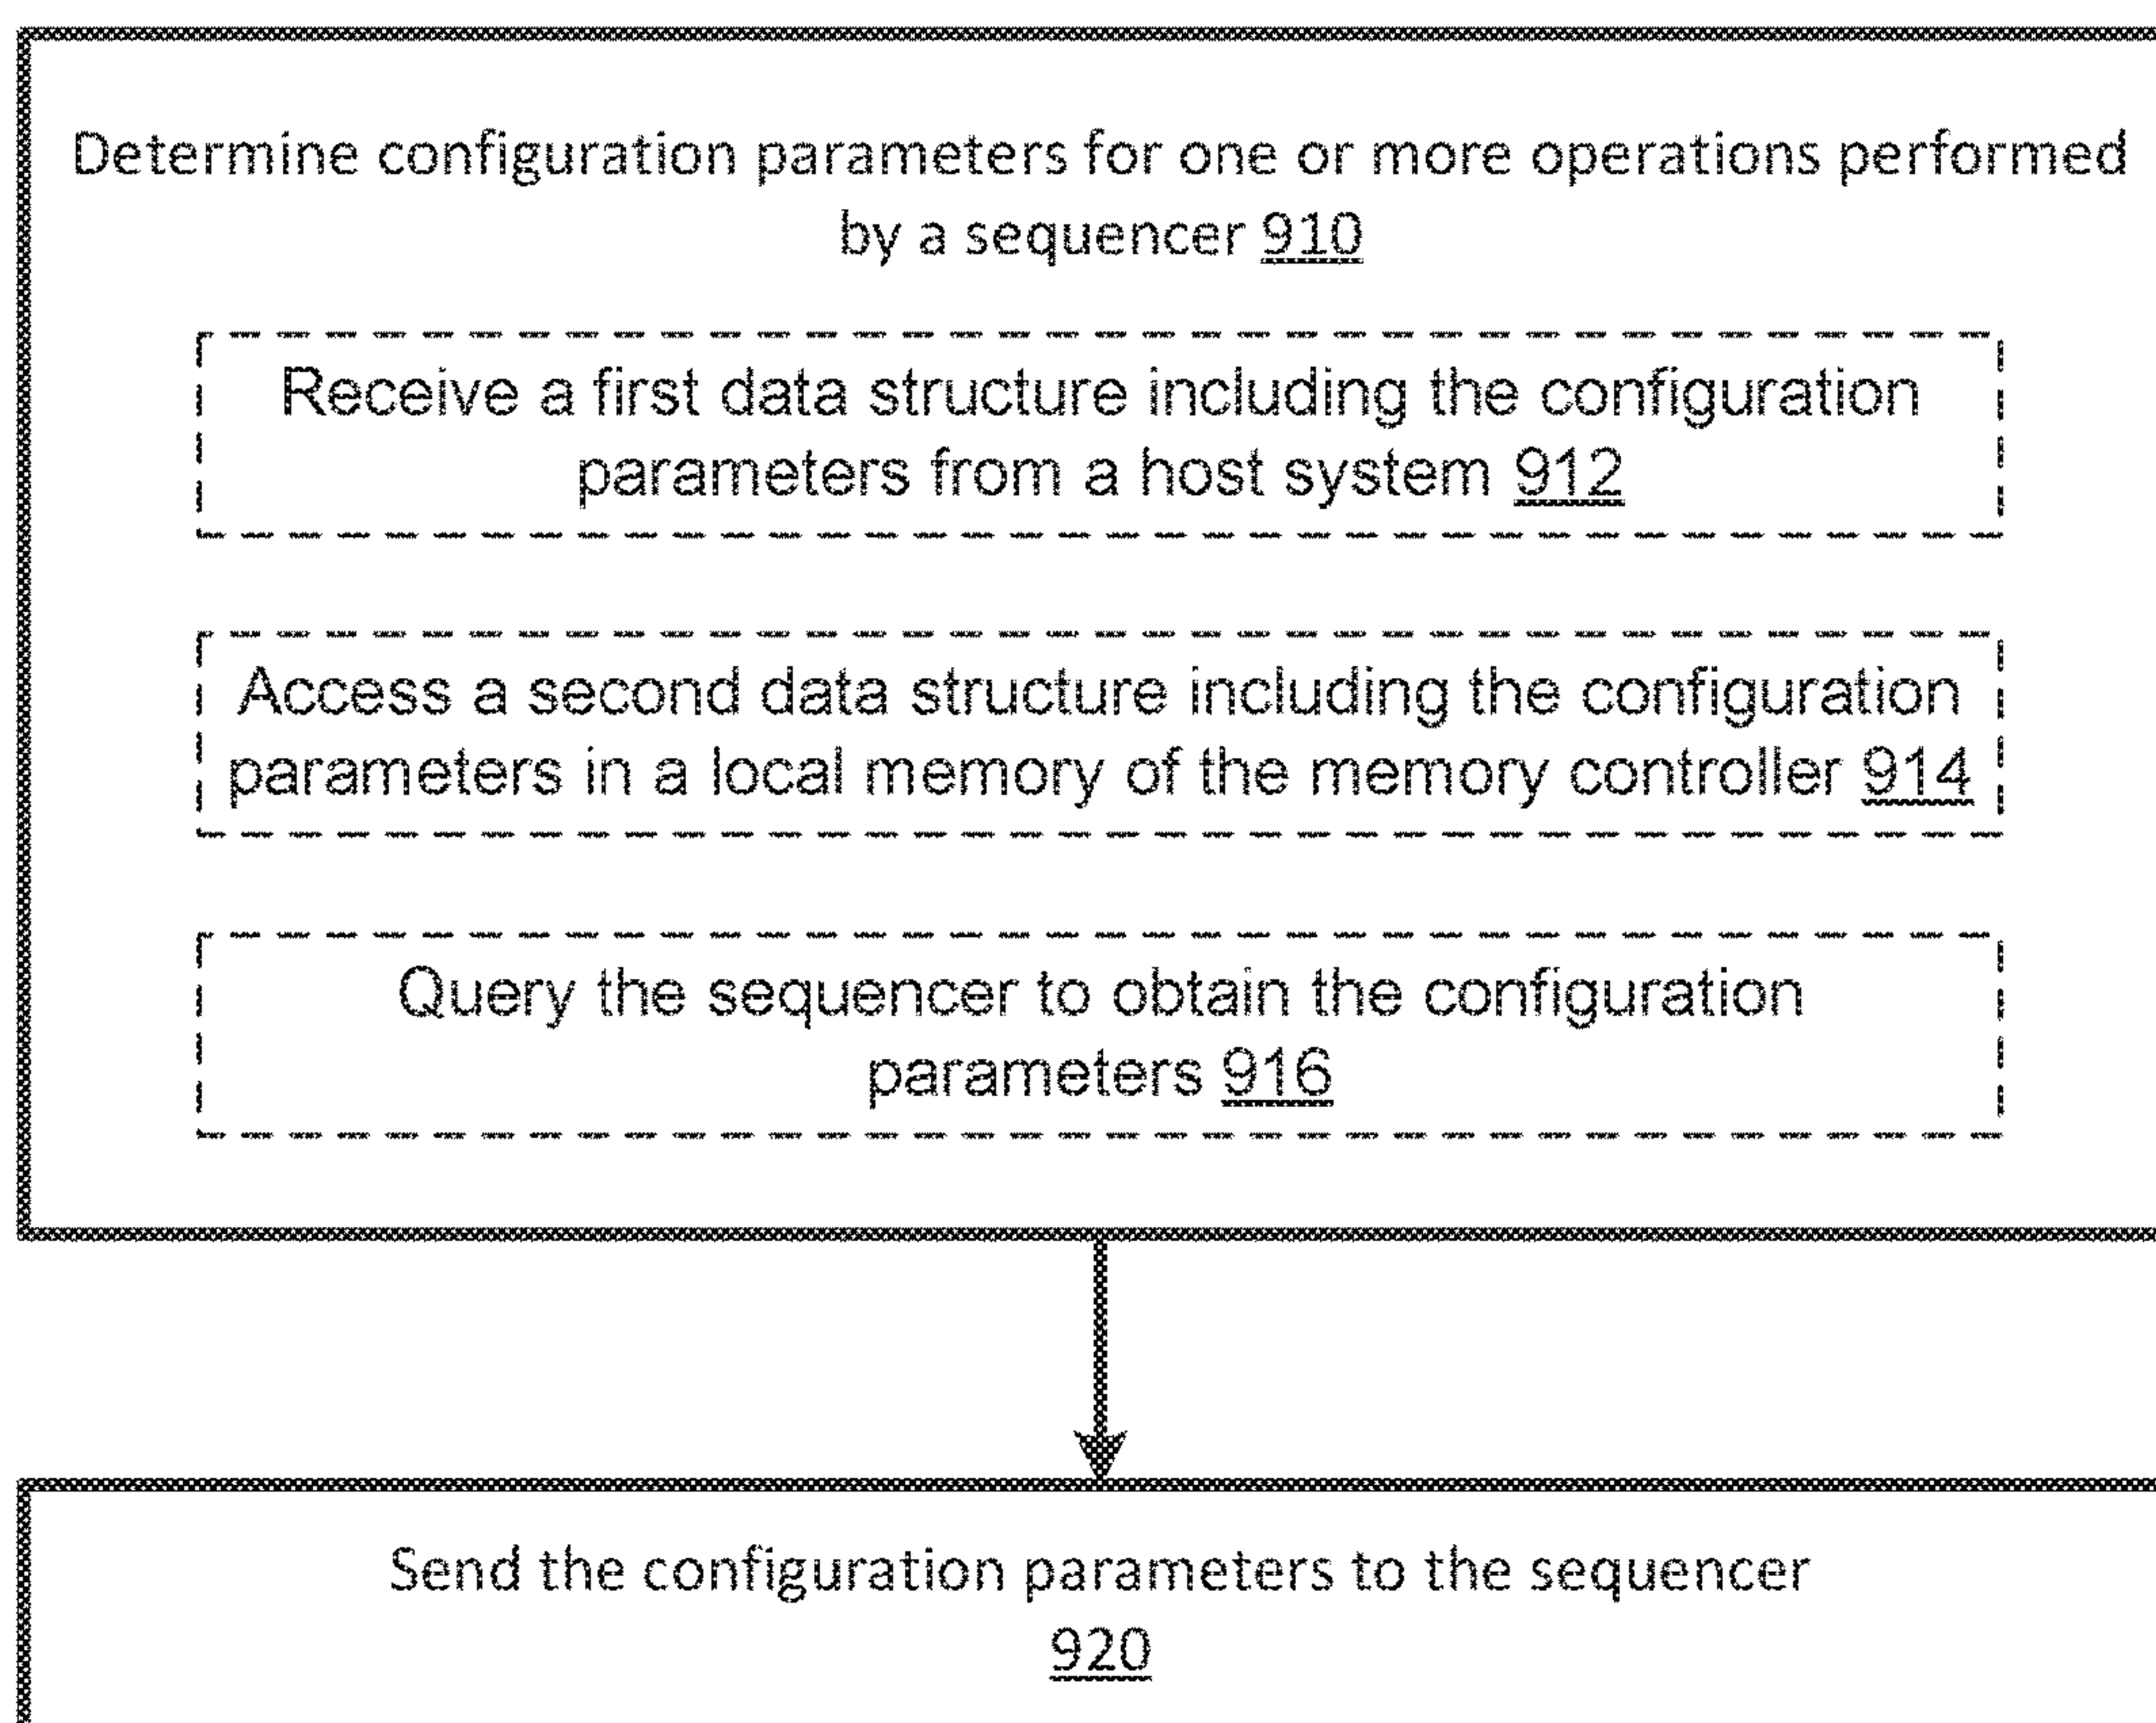 Determine configuration parameters for one or more operations performed
by a sequencer 910
Receive a first data structure including the configuration
parameters from a host system 912
Access a second data structure including the configuration
parameters in a local memory of the memory controller 914
Query the sequencer to obtain the configuration
parameters 916
Send the configuration parameters to the sequencer
920